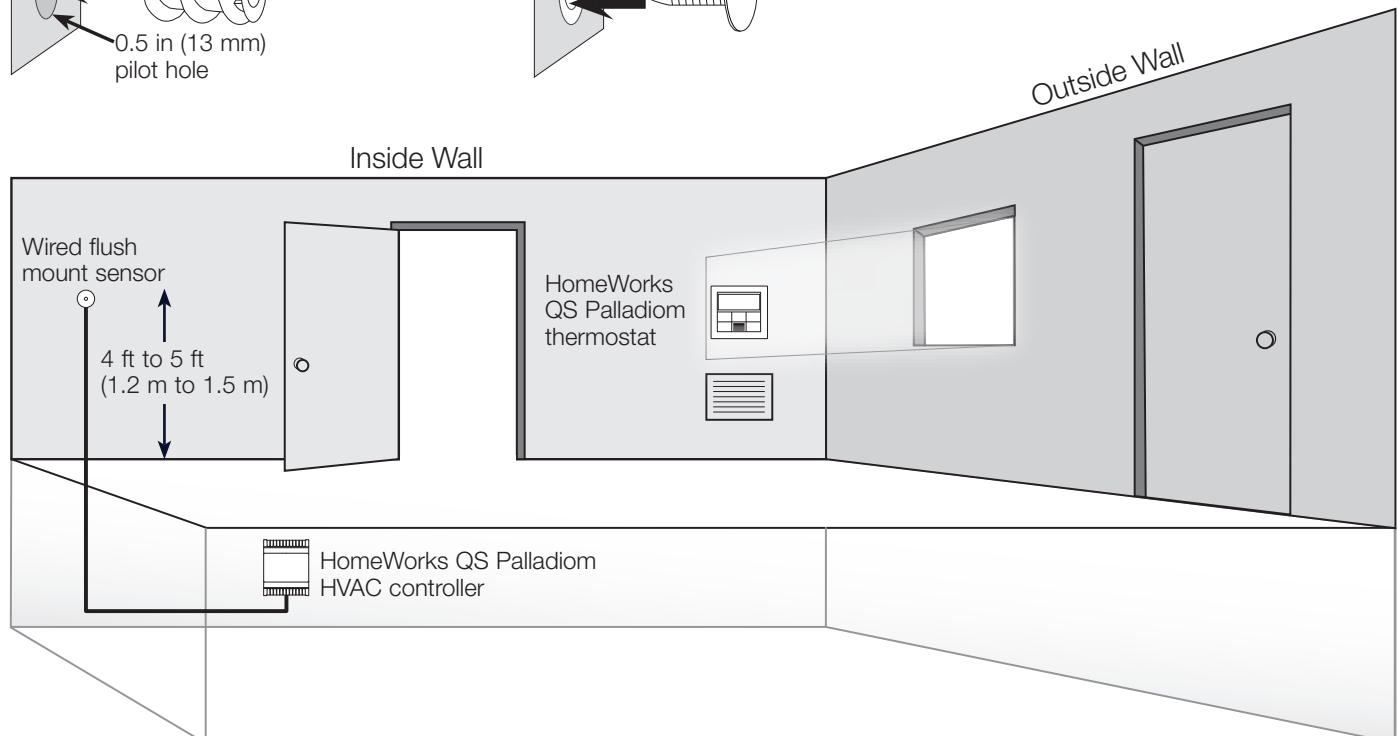 0.5 in (13 mm)
pilot hole
Outside Wall
Inside Wall
Wired flush
mount sensor
4 ft to 5 ft
(1.2 m to 1.5 m)
HomeWorks
QS Palladiom
thermostat
HomeWorks QS Palladiom
HVAC controller